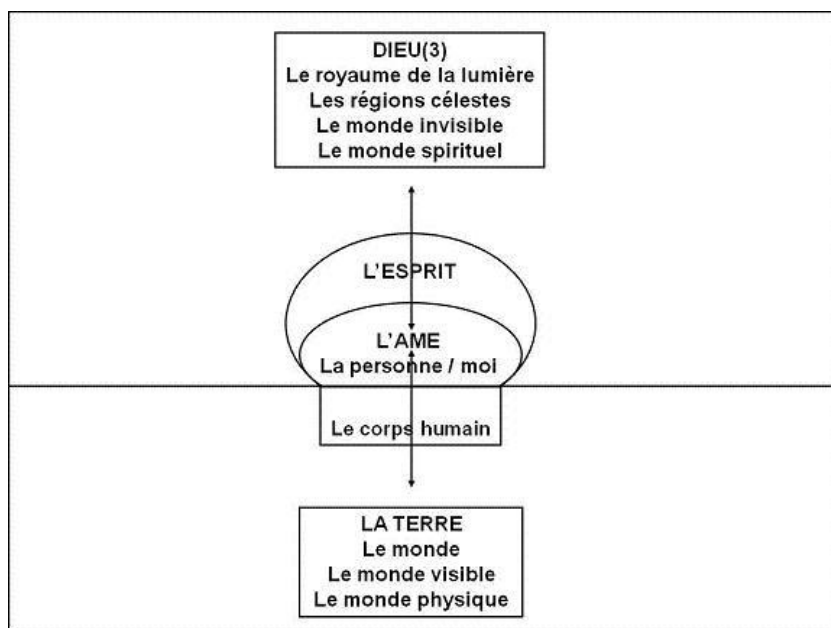 DIEU(3)
Le royaume de la lumière
Les régions célestes
Le monde invisible
Le monde spirituel
L'ESPRIT
L'AME
La personne / moi
Le corps humain
LA TERRE
Le monde
Le monde visible
Le monde physique